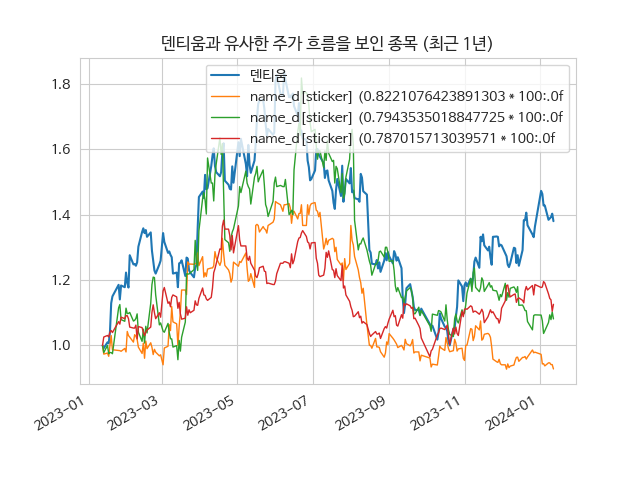 덴티움과 유사한 주가 흐름을 보인 종목 (최근 1년)
덴티움
name_d[sticker] (0.8221076423891303 * 100:.0f
name_d[sticker] (0.7943535018847725 * 100:.0f
name_d[sticker] (0.787015713039571 * 100:.0f
1.8
1.6
1.4
1.2
1.0
2023-01
2023-03
2023-05
2023-07
2023-09
2023-11
2024-01